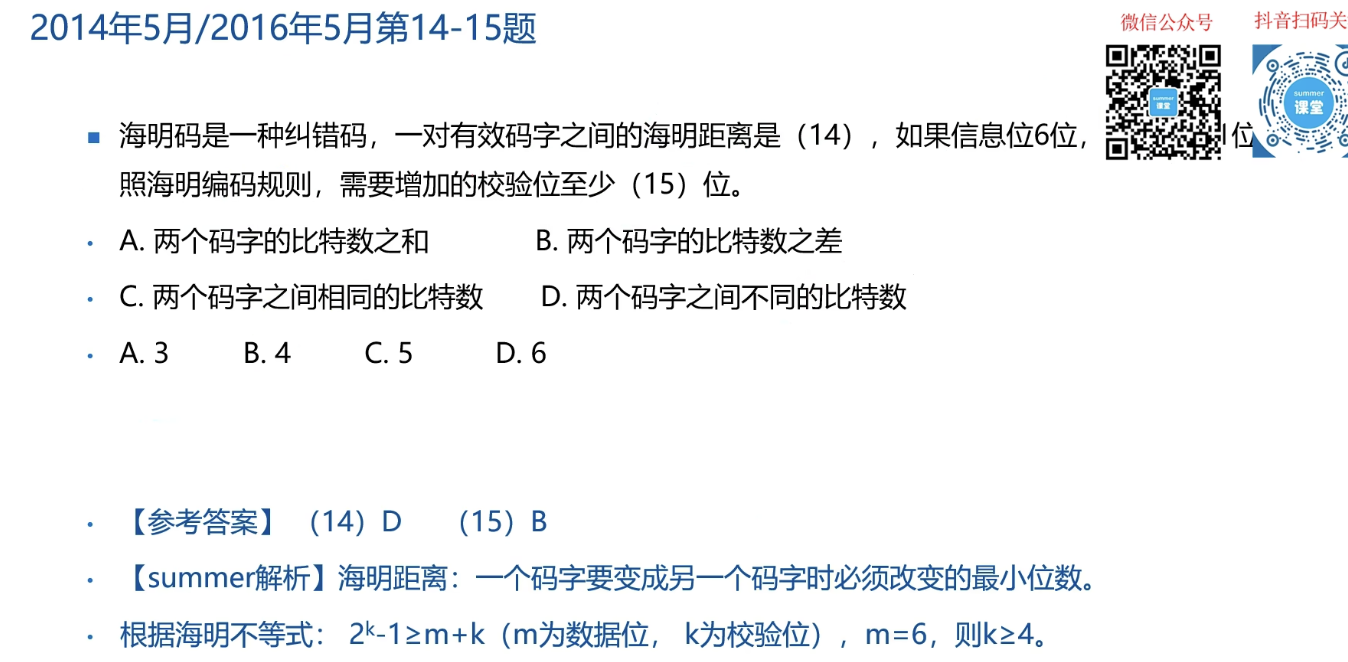 2014年5月/2016年5月第14-15题
微信公众号
抖音扫码关
海明码是一种纠错码，一对有效码字之间的海明距离是（14），如果信息位6位，
1位
照海明编码规则，需要增加的校验位至少（15）位。
A. 两个码字的比特数之和 B. 两个码字的比特数之差
C. 两个码字之间相同的比特数 D. 两个码字之间不同的比特数
A. 3 B. 4 C. 5 D. 6
【参考答案】（14）D （15）B
【summer解析】海明距离：一个码字要变成另一个码字时必须改变的最小位数。
根据海明不等式： 2ᵏ-1≥m+k（m为数据位， k为校验位），m=6，则k≥4。
summer
课堂
summer
课堂